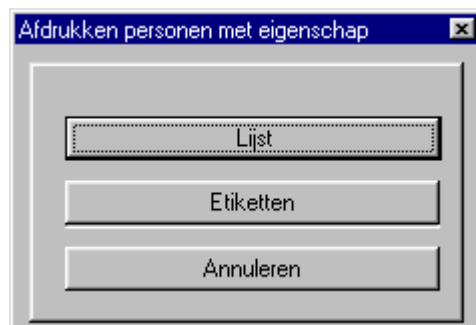 Afdrukken personen met eigenschap
Lijst
Etiketten
Annuleren